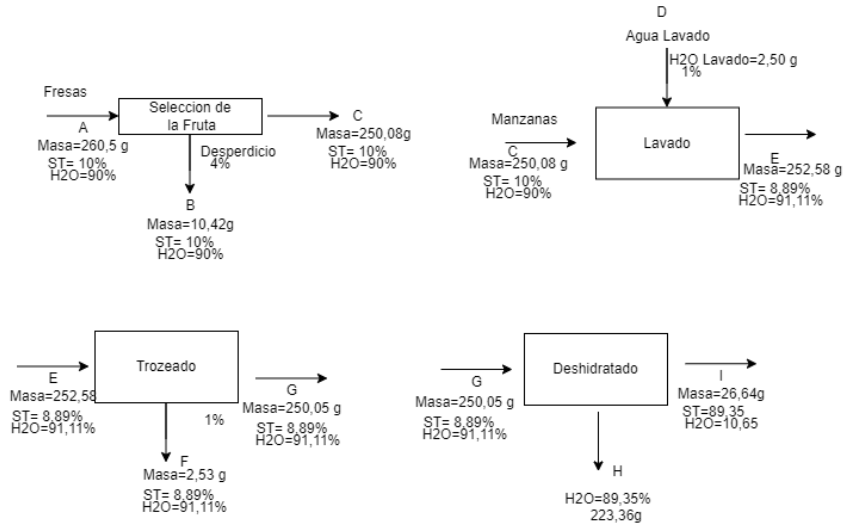 Fresas
A
Masa=260,5 g
ST= 10%
H2O=90%
Seleccion de
la Fruta
Desperdicio
4%
B
Masa=10,42g
ST= 10%
H2O=90%
C
Masa=250,08g
ST= 10%
H2O=90%
D
Agua Lavado
H2O Lavado=2,50 g
1%
Manzanas
C
Masa=250,08 g
ST= 10%
H2O=90%
Lavado
E
Masa=252,58 g
ST= 8,89%
H2O=91,11%
E
Masa=252,58
ST= 8,89%
H2O=91,11%
Trozeado
1%
F
Masa=2,53 g
ST= 8,89%
H2O=91,11%
G
Masa=250,05 g
ST= 8,89%
H2O=91,11%
G
Masa=250,05 g
ST= 8,89%
H2O=91,11%
Deshidratado
H
H2O=89,35%
223,36g
I
Masa=26,64g
ST=89,35
H2O=10,65